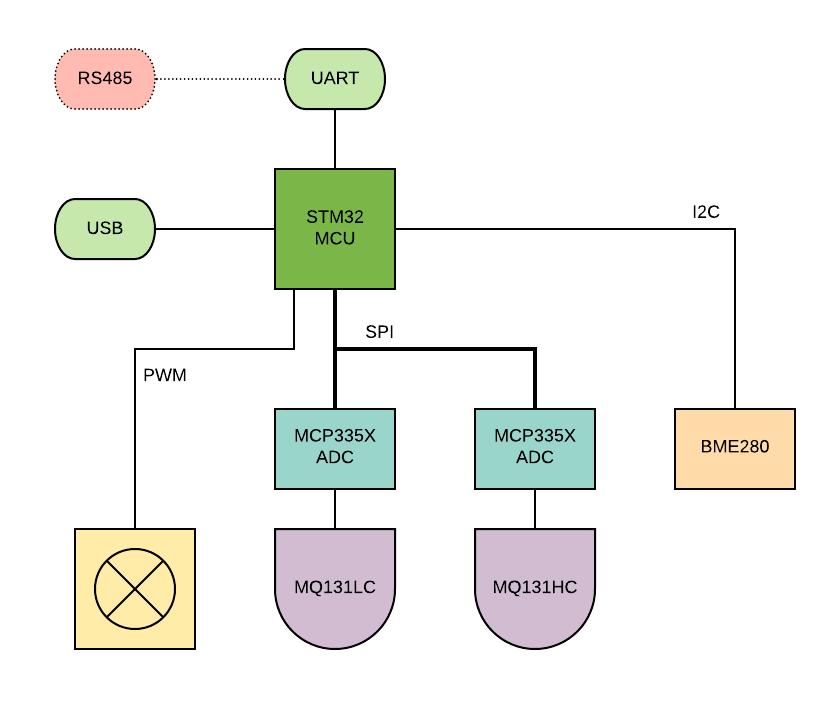 RS485
UART
USB
STM32
MCU
I2C
SPI
PWM
MCP335X
ADC
MCP335X
ADC
BME280
MQ131LC
MQ131HC